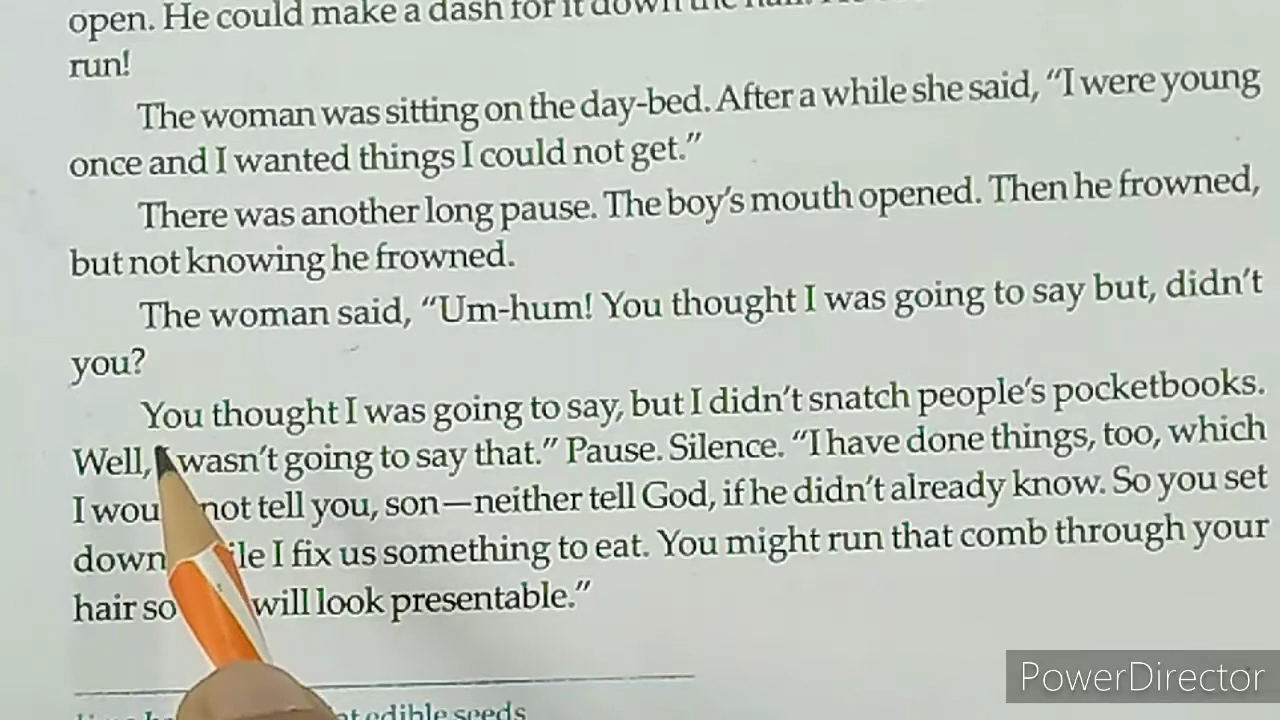 open. He could make a dash for it down the hall.
run!
The woman was sitting on the day-bed. After a while she said, “I were young
once and I wanted things I could not get.”
There was another long pause. The boy’s mouth opened. Then he frowned,
but not knowing he frowned.
The woman said, “Um-hum! You thought I was going to say but, didn’t
you?
You thought I was going to say, but I didn’t snatch people’s pocketbooks.
Well, wasn’t going to say that.” Pause. Silence. “I have done things, too, which
I not tell you, son—neither tell God, if he didn’t already know. So you set
down I fix us something to eat. You might run that comb through your
hair so will look presentable.”
edible seeds
PowerDirector